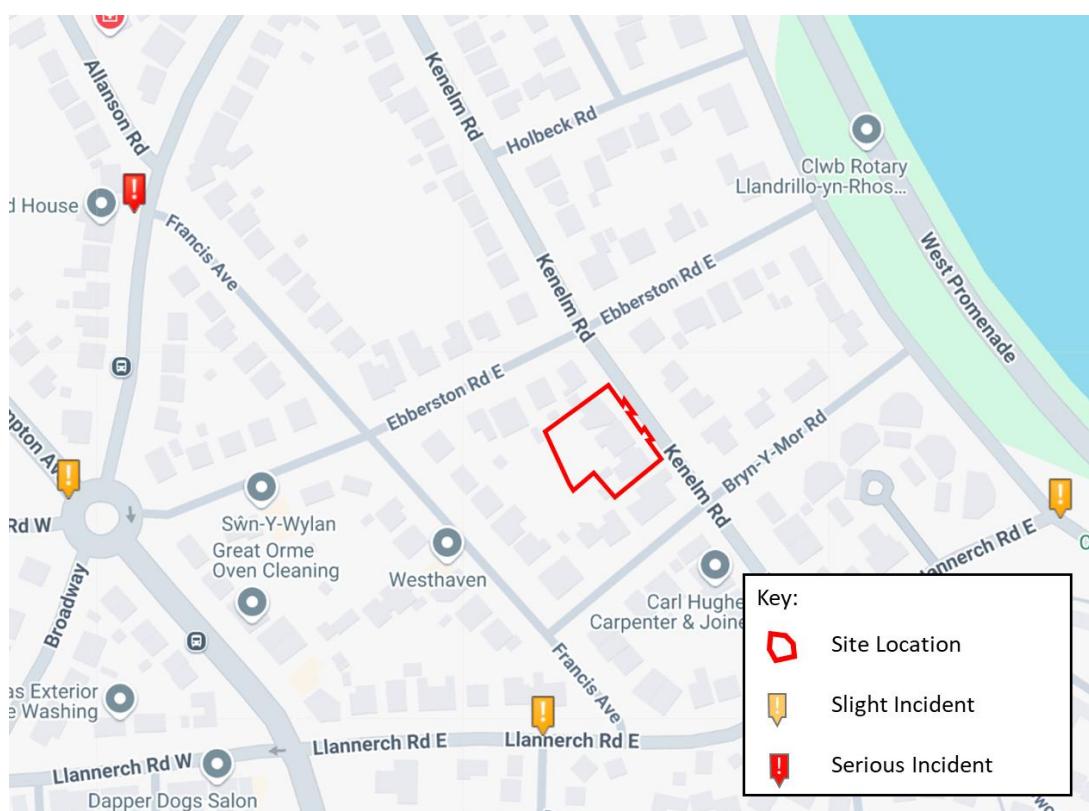 Allanson Rd
Kenelm Rd
Holbeck Rd
Clwb Rotary
Llandrillo-yn-Rhos...
d House
Francis Ave
Kenelm Rd
Ebberston Rd E
West Promenade
Ebberston Rd E
pton Av
Kenelm Rd
Bryn-Y-Mor Rd
Rd W
Sŵn-Y-Wylan
Great Orme
Oven Cleaning
Westhaven
Broadway
nnerch Rd E
Carl Hughe
Carpenter & Joine
Francis Ave
as Exterior
e Washing
Llannerch Rd E
Llannerch Rd E
Llannerch Rd W
Dapper Dogs Salon
Key:
Site Location
Slight Incident
Serious Incident